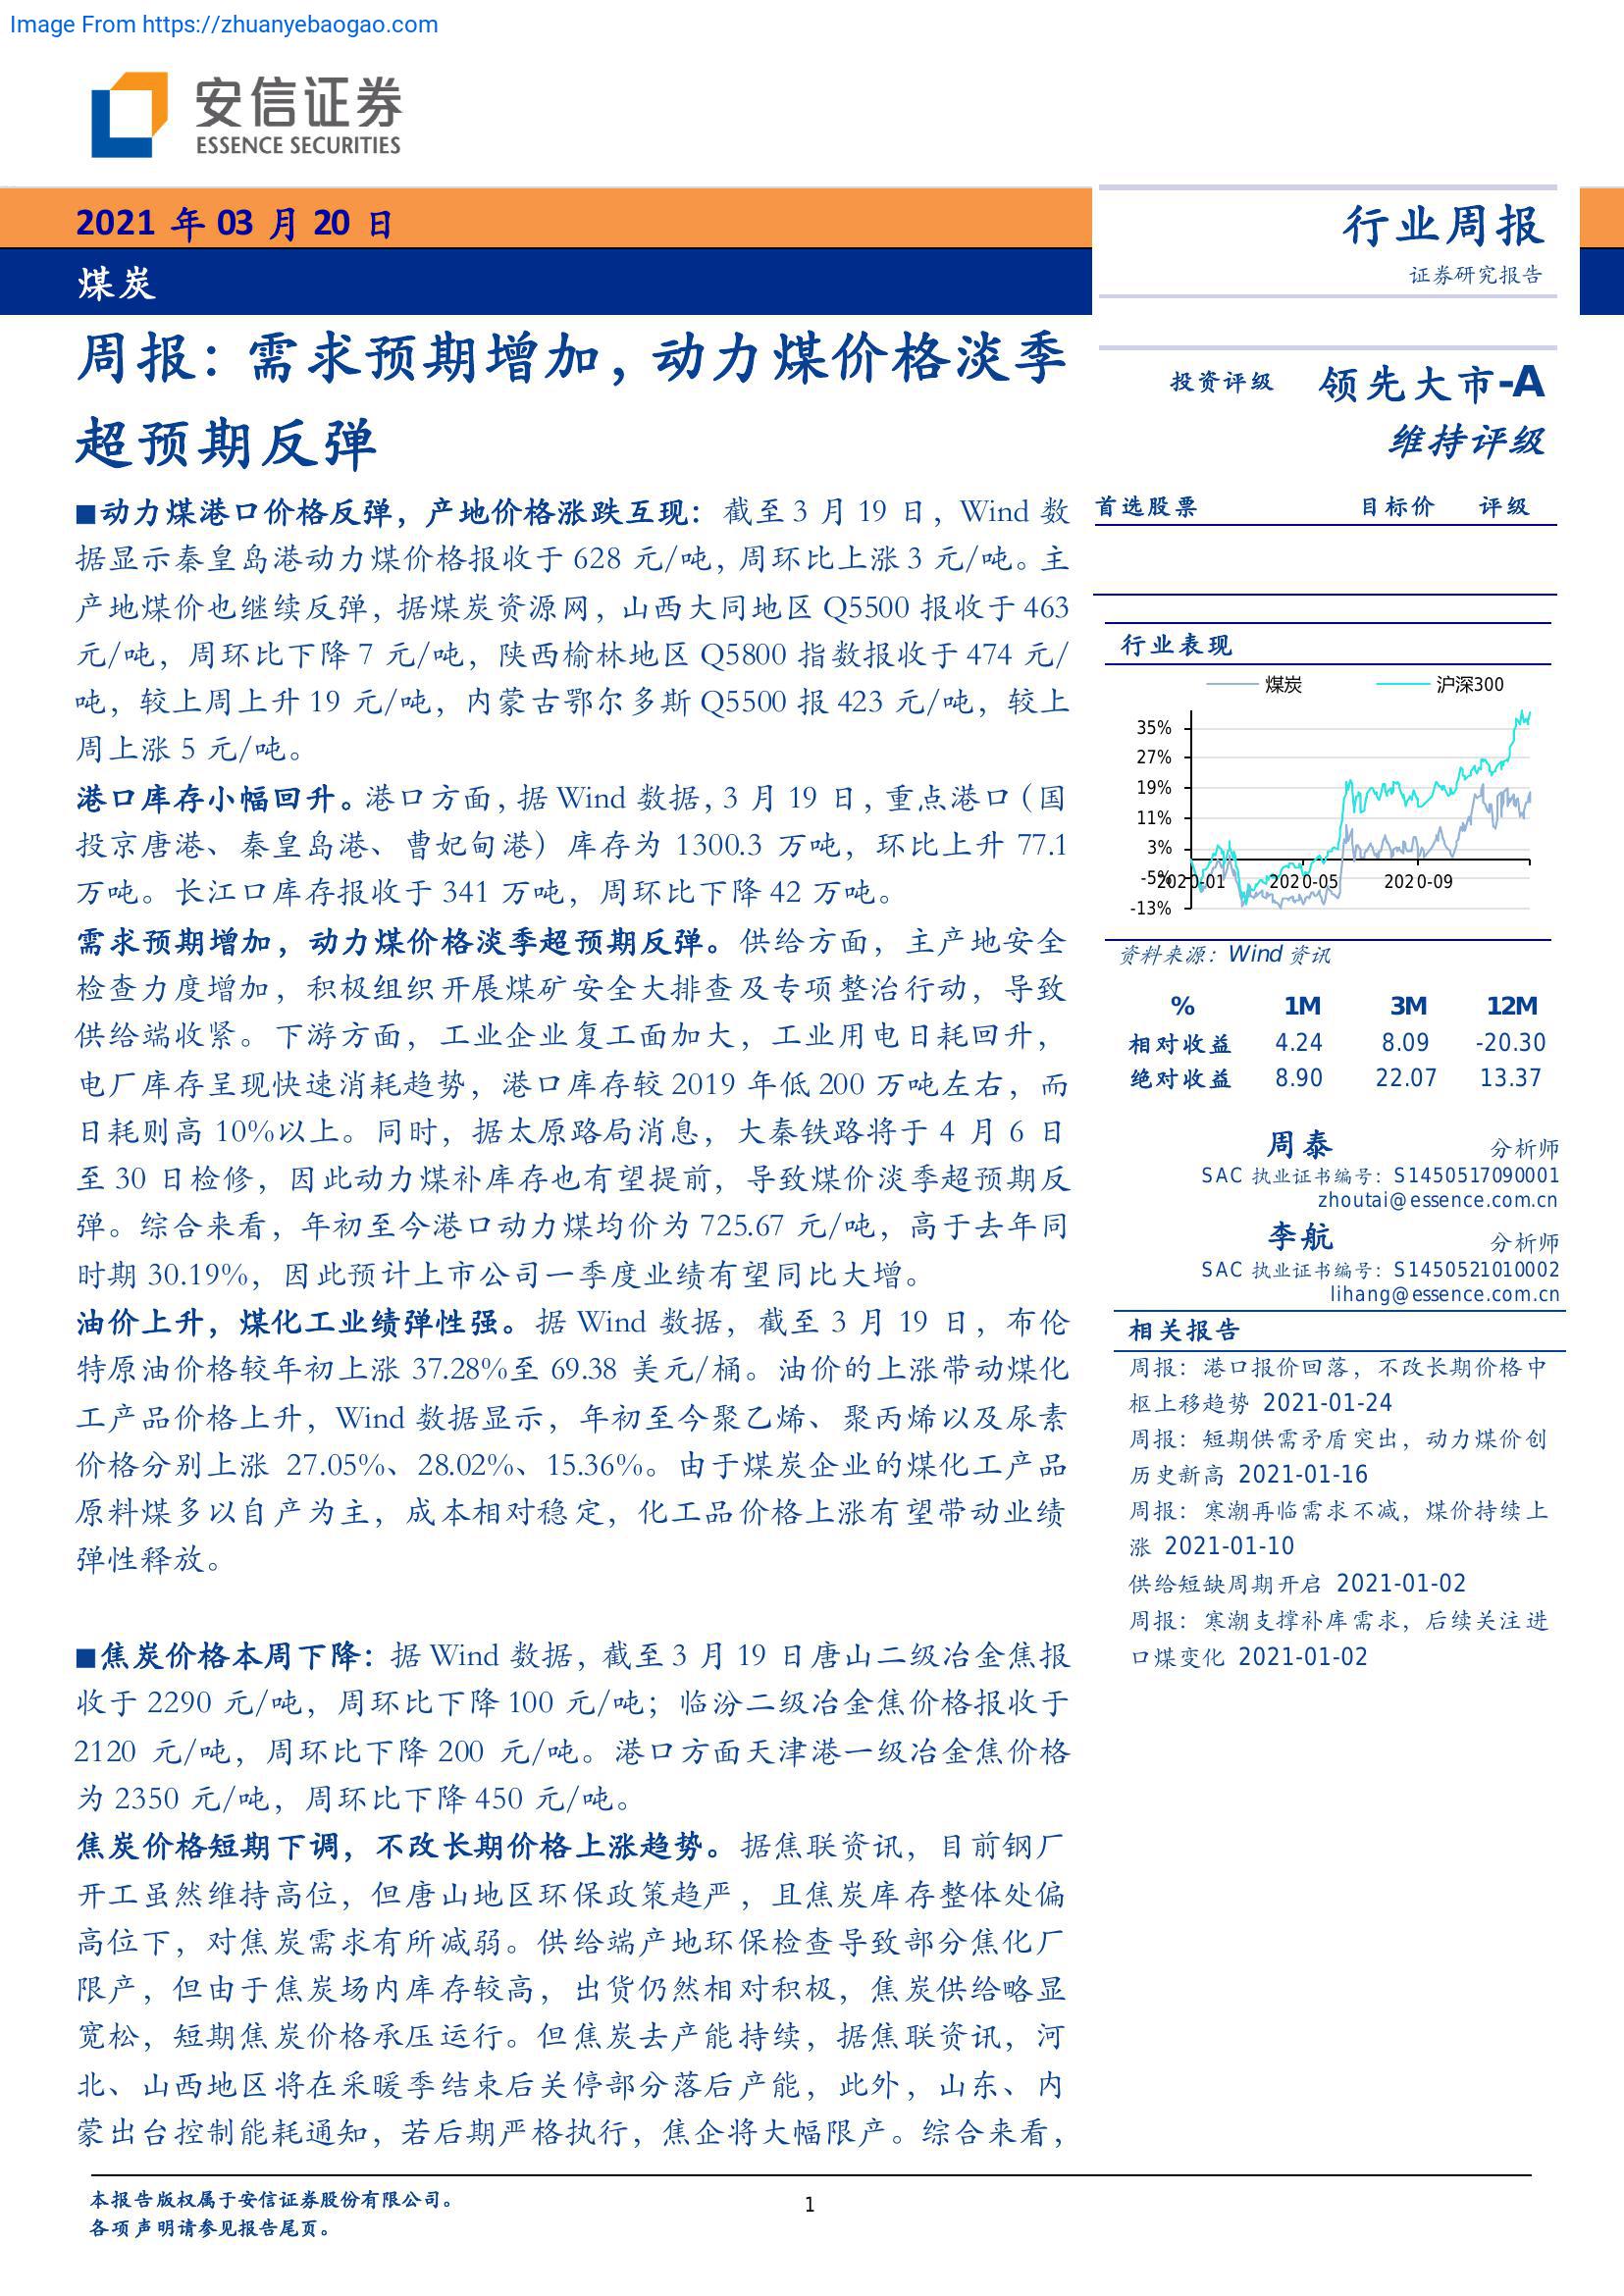 Image From https://zhuanyebaogao.com
安信证券
ESSENCE SECURITIES
2021 年 03 月 20 日
煤炭
行业周报
证券研究报告
周报：需求预期增加，动力煤价格淡季
超预期反弹
■动力煤港口价格反弹，产地价格涨跌互现：截至 3 月 19 日，Wind 数
据显示秦皇岛港动力煤价格报收于 628 元/吨，周环比上涨 3 元/吨。主
产地煤价也继续反弹，据煤炭资源网，山西大同地区 Q5500 报收于 463
元/吨，周环比下降 7 元/吨，陕西榆林地区 Q5800 指数报收于 474 元/
吨，较上周上升 19 元/吨，内蒙古鄂尔多斯 Q5500 报 423 元/吨，较上
周上涨 5 元/吨。
港口库存小幅回升。港口方面，据 Wind 数据，3 月 19 日，重点港口（国
投京唐港、秦皇岛港、曹妃甸港）库存为 1300.3 万吨，环比上升 77.1
万吨。长江口库存报收于 341 万吨，周环比下降 42 万吨。
需求预期增加，动力煤价格淡季超预期反弹。供给方面，主产地安全
检查力度增加，积极组织开展煤矿安全大排查及专项整治行动，导致
供给端收紧。下游方面，工业企业复工面加大，工业用电日耗回升，
电厂库存呈现快速消耗趋势，港口库存较 2019 年低 200 万吨左右，而
日耗则高 10%以上。同时，据太原路局消息，大秦铁路将于 4 月 6 日
至 30 日检修，因此动力煤补库存也有望提前，导致煤价淡季超预期反
弹。综合来看，年初至今港口动力煤均价为 725.67 元/吨，高于去年同
时期 30.19%，因此预计上市公司一季度业绩有望同比大增。
油价上升，煤化工业绩弹性强。据 Wind 数据，截至 3 月 19 日，布伦
特原油价格较年初上涨 37.28%至 69.38 美元/桶。油价的上涨带动煤化
工产品价格上升，Wind 数据显示，年初至今聚乙烯、聚丙烯以及尿素
价格分别上涨 27.05%、28.02%、15.36%。由于煤炭企业的煤化工产品
原料煤多以自产为主，成本相对稳定，化工品价格上涨有望带动业绩
弹性释放。
■焦炭价格本周下降：据 Wind 数据，截至 3 月 19 日唐山二级冶金焦报
收于 2290 元/吨，周环比下降 100 元/吨；临汾二级冶金焦价格报收于
2120 元/吨，周环比下降 200 元/吨。港口方面天津港一级冶金焦价格
为 2350 元/吨，周环比下降 450 元/吨。
焦炭价格短期下调，不改长期价格上涨趋势。据焦联资讯，目前钢厂
开工虽然维持高位，但唐山地区环保政策趋严，且焦炭库存整体处偏
高位下，对焦炭需求有所减弱。供给端产地环保检查导致部分焦化厂
限产，但由于焦炭场内库存较高，出货仍然相对积极，焦炭供给略显
宽松，短期焦炭价格承压运行。但焦炭去产能持续，据焦联资讯，河
北、山西地区将在采暖季结束后关停部分落后产能，此外，山东、内
蒙出台控制能耗通知，若后期严格执行，焦企将大幅限产。综合来看，
投资评级 领先大市-A
维持评级
首选股票 目标价 评级
行业表现
煤炭 沪深300
35%
27%
19%
11%
3%
-5%
-13%
2020-01 2020-05 2020-09
资料来源：Wind 资讯
% 1M 3M 12M
相对收益 4.24 8.09 -20.30
绝对收益 8.90 22.07 13.37
周泰 分析师
SAC 执业证书编号：S1450517090001
zhoutai@essence.com.cn
李航 分析师
SAC 执业证书编号：S1450521010002
lihang@essence.com.cn
相关报告
周报：港口报价回落，不改长期价格中
枢上移趋势 2021-01-24
周报：短期供需矛盾突出，动力煤价创
历史新高 2021-01-16
周报：寒潮再临需求不减，煤价持续上
涨 2021-01-10
供给短缺周期开启 2021-01-02
周报：寒潮支撑补库需求，后续关注进
口煤变化 2021-01-02
本报告版权属于安信证券股份有限公司。
各项声明请参见报告尾页。
1